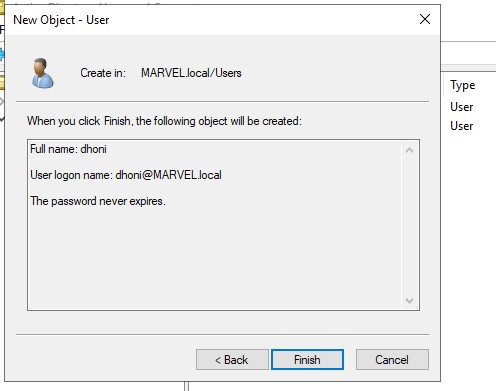 New Object - User
Create in: MARVEL.local/Users
When you click Finish, the following object will be created:
Full name: dhoni
User logon name: dhoni@MARVEL.local
The password never expires.
< Back
Finish
Cancel
Type
User
User